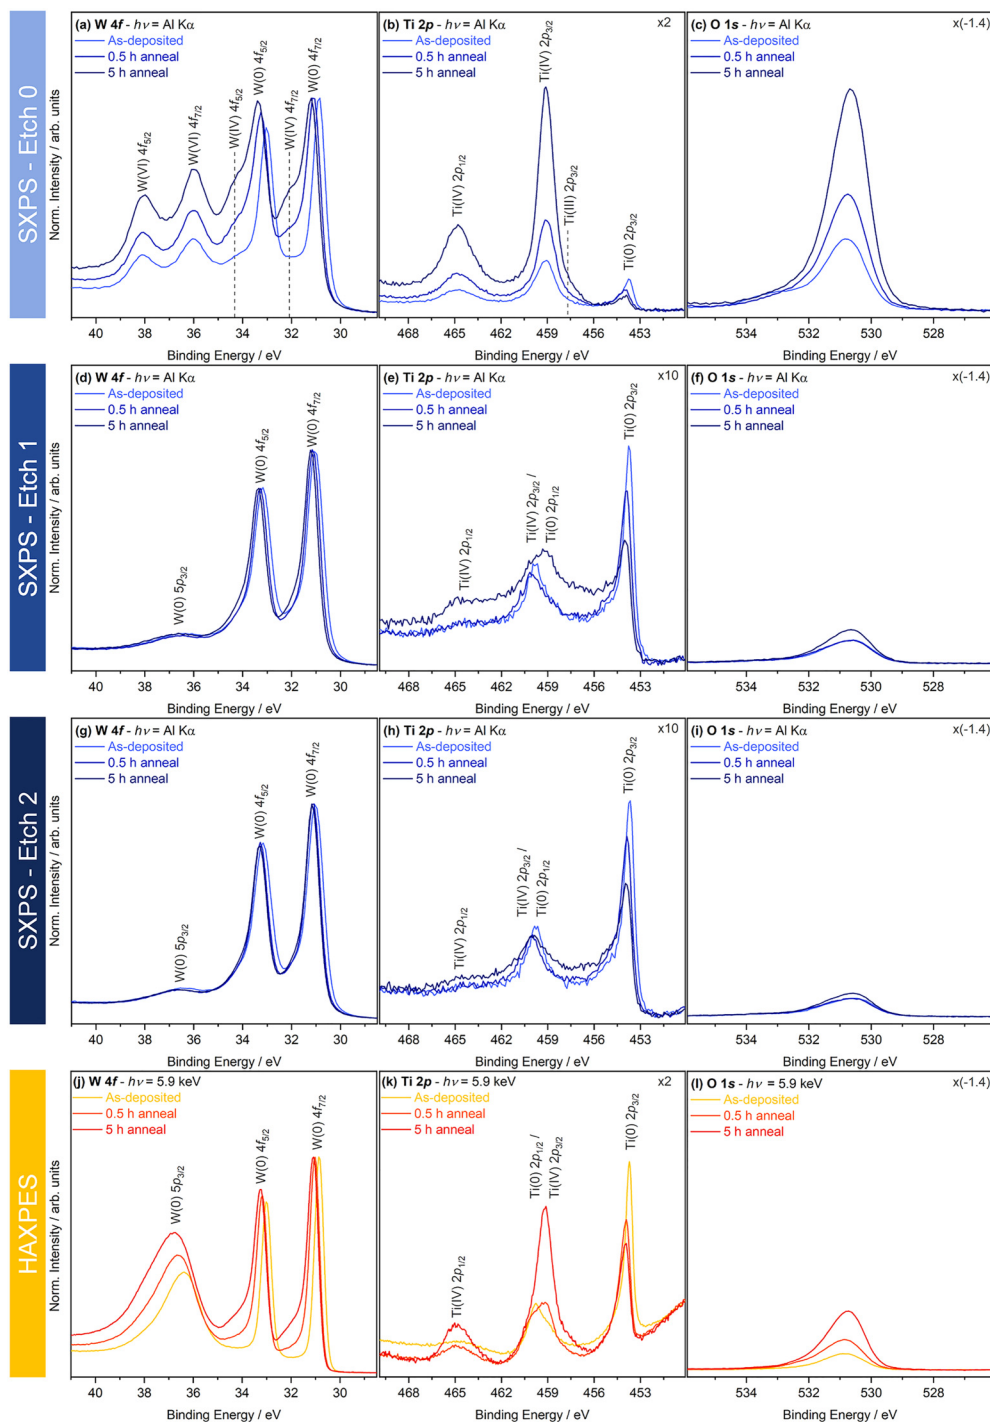 SXPS - Etch 0
Norm. Intensity / arb. units
(a) W 4f - hν = Al Kα
As-deposited
0.5 h anneal
5 h anneal
W(VI) 4f5/2
W(VI) 4f7/2
W(IV) 4f5/2
W(0) 4f5/2
W(IV) 4f7/2
W(0) 4f7/2
40 38 36 34 32 30
Binding Energy / eV
(b) Ti 2p - hν = Al Kα x2
As-deposited
0.5 h anneal
5 h anneal
Ti(IV) 2p1/2
Ti(IV) 2p3/2
Ti(III) 2p3/2
Ti(0) 2p3/2
468 465 462 459 456 453
Binding Energy / eV
(c) O 1s - hν = Al Kα x(-1.4)
As-deposited
0.5 h anneal
5 h anneal
534 532 530 528
Binding Energy / eV
SXPS - Etch 1
Norm. Intensity / arb. units
(d) W 4f - hν = Al Kα
As-deposited
0.5 h anneal
5 h anneal
W(0) 5p3/2
W(0) 4f5/2
W(0) 4f7/2
40 38 36 34 32 30
Binding Energy / eV
(e) Ti 2p - hν = Al Kα x10
As-deposited
0.5 h anneal
5 h anneal
Ti(IV) 2p1/2
Ti(IV) 2p3/2 /
Ti(0) 2p1/2
Ti(0) 2p3/2
468 465 462 459 456 453
Binding Energy / eV
(f) O 1s - hν = Al Kα x(-1.4)
As-deposited
0.5 h anneal
5 h anneal
534 532 530 528
Binding Energy / eV
SXPS - Etch 2
Norm. Intensity / arb. units
(g) W 4f - hν = Al Kα
As-deposited
0.5 h anneal
5 h anneal
W(0) 5p3/2
W(0) 4f5/2
W(0) 4f7/2
40 38 36 34 32 30
Binding Energy / eV
(h) Ti 2p - hν = Al Kα x10
As-deposited
0.5 h anneal
5 h anneal
Ti(IV) 2p1/2
Ti(IV) 2p3/2 /
Ti(0) 2p1/2
Ti(0) 2p3/2
468 465 462 459 456 453
Binding Energy / eV
(i) O 1s - hν = Al Kα x(-1.4)
As-deposited
0.5 h anneal
5 h anneal
534 532 530 528
Binding Energy / eV
HAXPES
Norm. Intensity / arb. units
(j) W 4f - hν = 5.9 keV
As-deposited
0.5 h anneal
5 h anneal
W(0) 5p3/2
W(0) 4f5/2
W(0) 4f7/2
40 38 36 34 32 30
Binding Energy / eV
(k) Ti 2p - hν = 5.9 keV x2
As-deposited
0.5 h anneal
5 h anneal
Ti(IV) 2p1/2
Ti(0) 2p1/2 /
Ti(IV) 2p3/2
Ti(0) 2p3/2
468 465 462 459 456 453
Binding Energy / eV
(l) O 1s - hν = 5.9 keV x(-1.4)
As-deposited
0.5 h anneal
5 h anneal
534 532 530 528
Binding Energy / eV